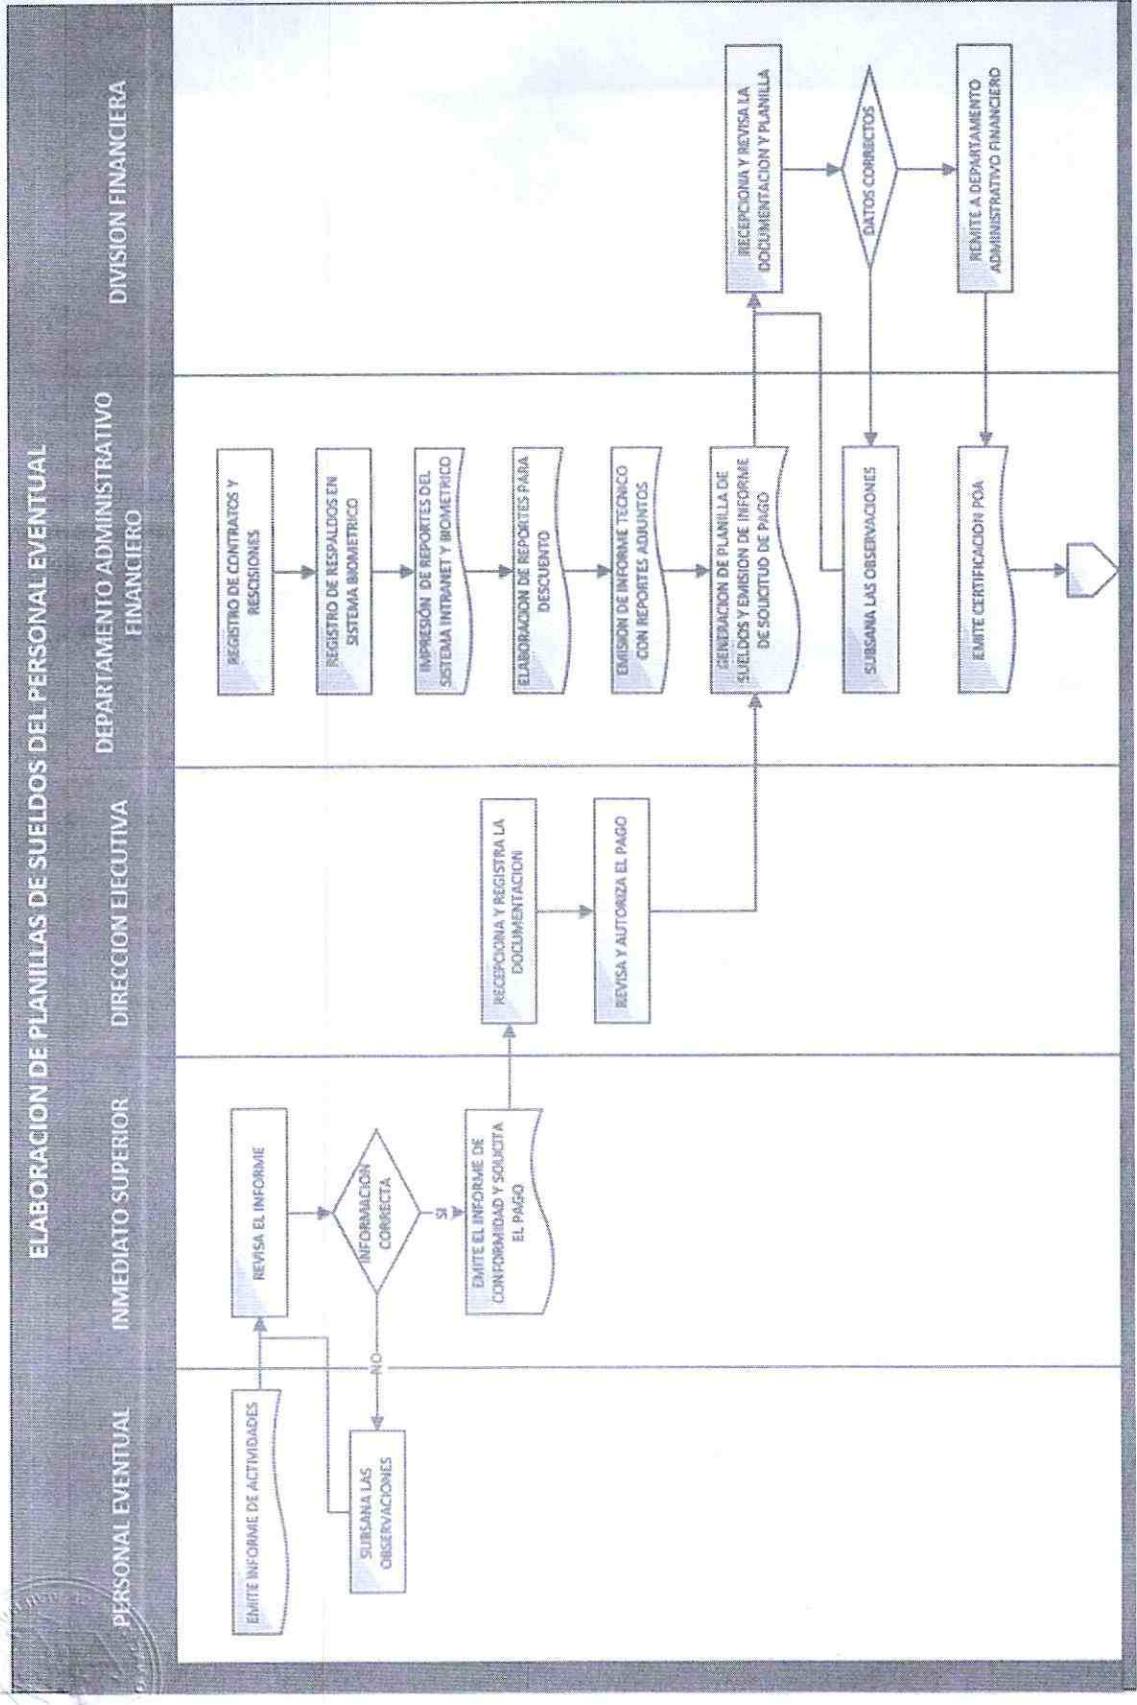 ELABORACION DE PLANILLAS DE SUELDOS DEL PERSONAL EVENTUAL
PERSONAL EVENTUAL
INMEDIATO SUPERIOR
DIRECCION EJECUTIVA
DEPARTAMENTO ADMINISTRATIVO
FINANCIERO
DIVISION FINANCIERA
EMITE INFORME DE ACTIVIDADES
SUBSANA LAS
OBSERVACIONES
REVISA EL INFORME
INFORMACION
CORRECTA
NO
SI
EMITE EL INFORME DE
CONFORMIDAD Y SOLICITA
EL PAGO
RECEPCIONA Y REGISTRA LA
DOCUMENTACION
REVISA Y AUTORIZA EL PAGO
REGISTRO DE CONTRATOS Y
RESCISIONES
REGISTRO DE RESPALDOS EN
SISTEMA BIOMETRICO
IMPRESIÓN DE REPORTES DEL
SISTEMA INTRANET Y BIOMETRICO
ELABORACION DE REPORTES PARA
DESCUENTO
EMISION DE INFORME TECNICO
CON REPORTES ADJUNTOS
GENERACION DE PLANILLA DE
SUELDOS Y EMISION DE INFORME
DE SOLICITUD DE PAGO
SUBSANA LAS OBSERVACIONES
EMITE CERTIFICACION POA
RECEPCIONA Y REVISA LA
DOCUMENTACION Y PLANILLA
DATOS CORRECTOS
REMITE A DEPARTAMENTO
ADMINISTRATIVO FINANCIERO